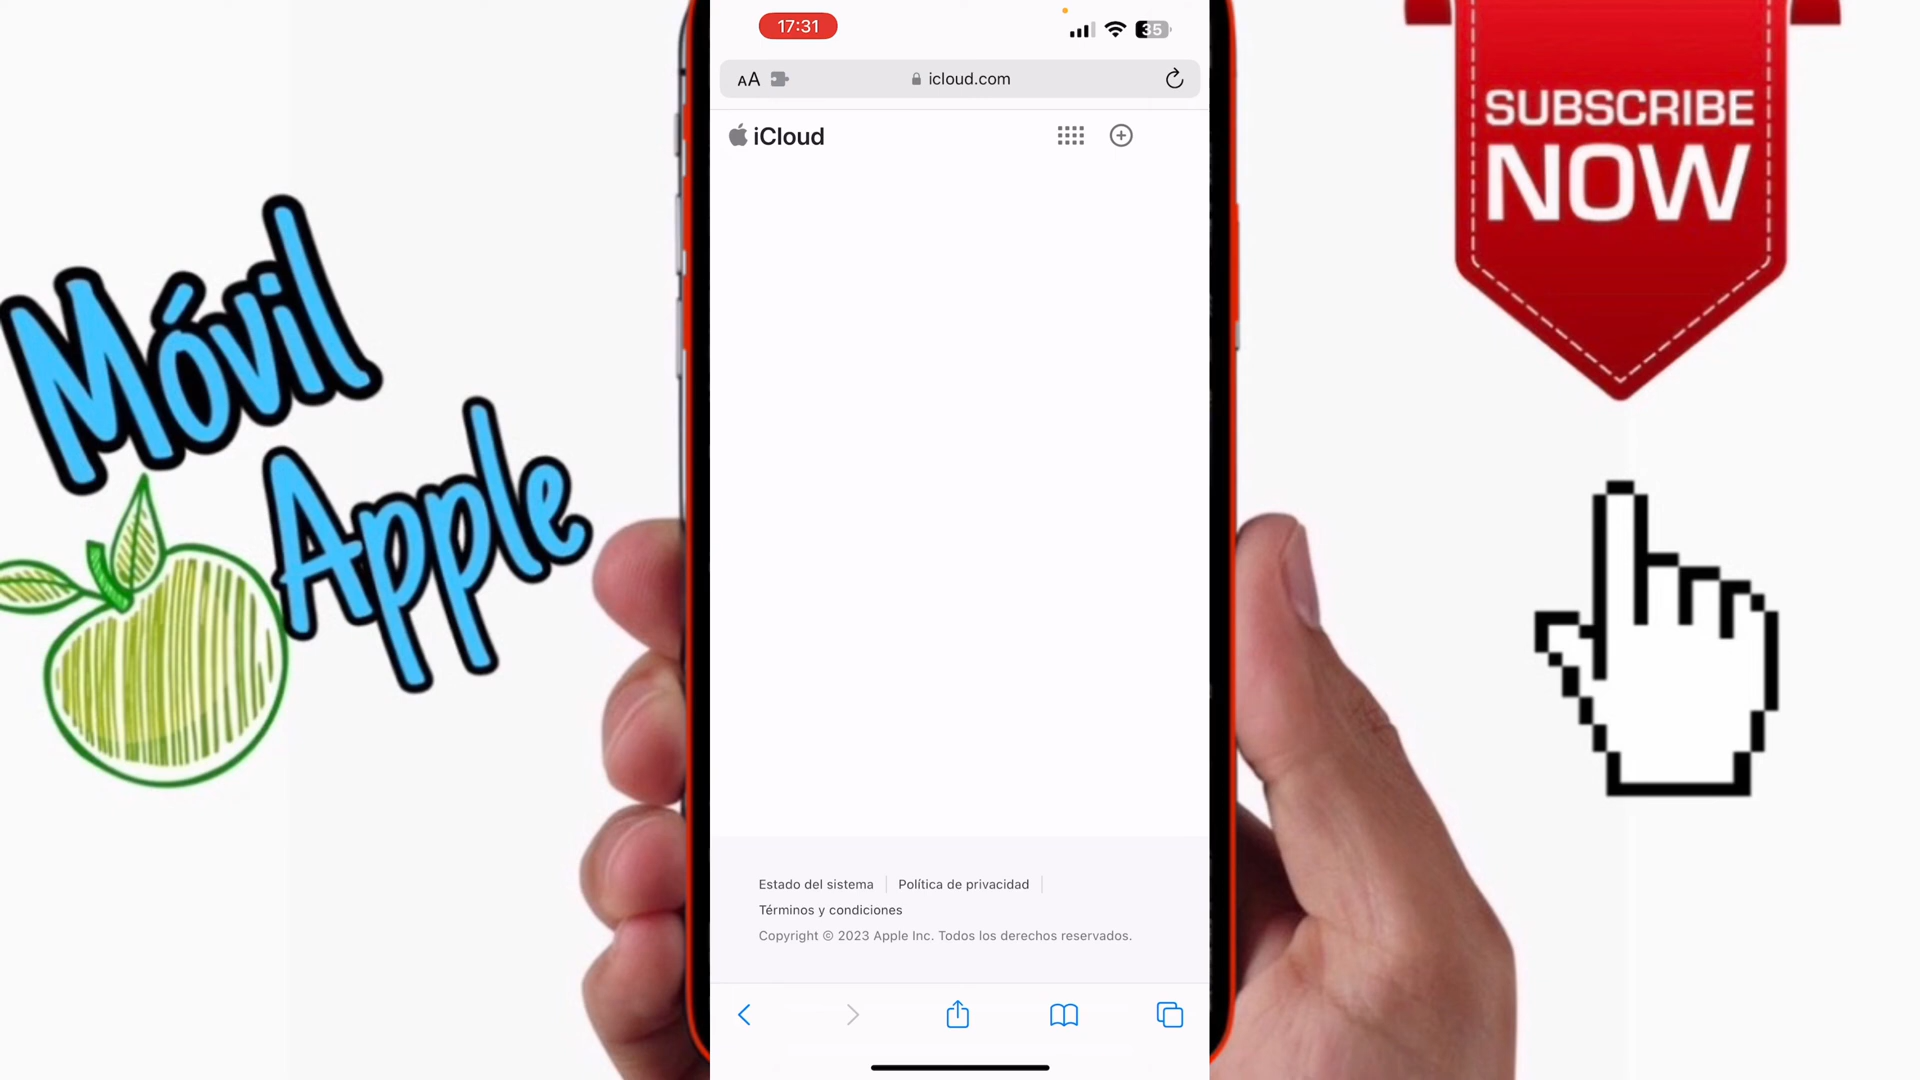 17:31
35
AA
icloud.com
iCloud
Móvil
Apple
SUBSCRIBE
NOW
Estado del sistema
Política de privacidad
Términos y condiciones
Copyright © 2023 Apple Inc. Todos los derechos reservados.